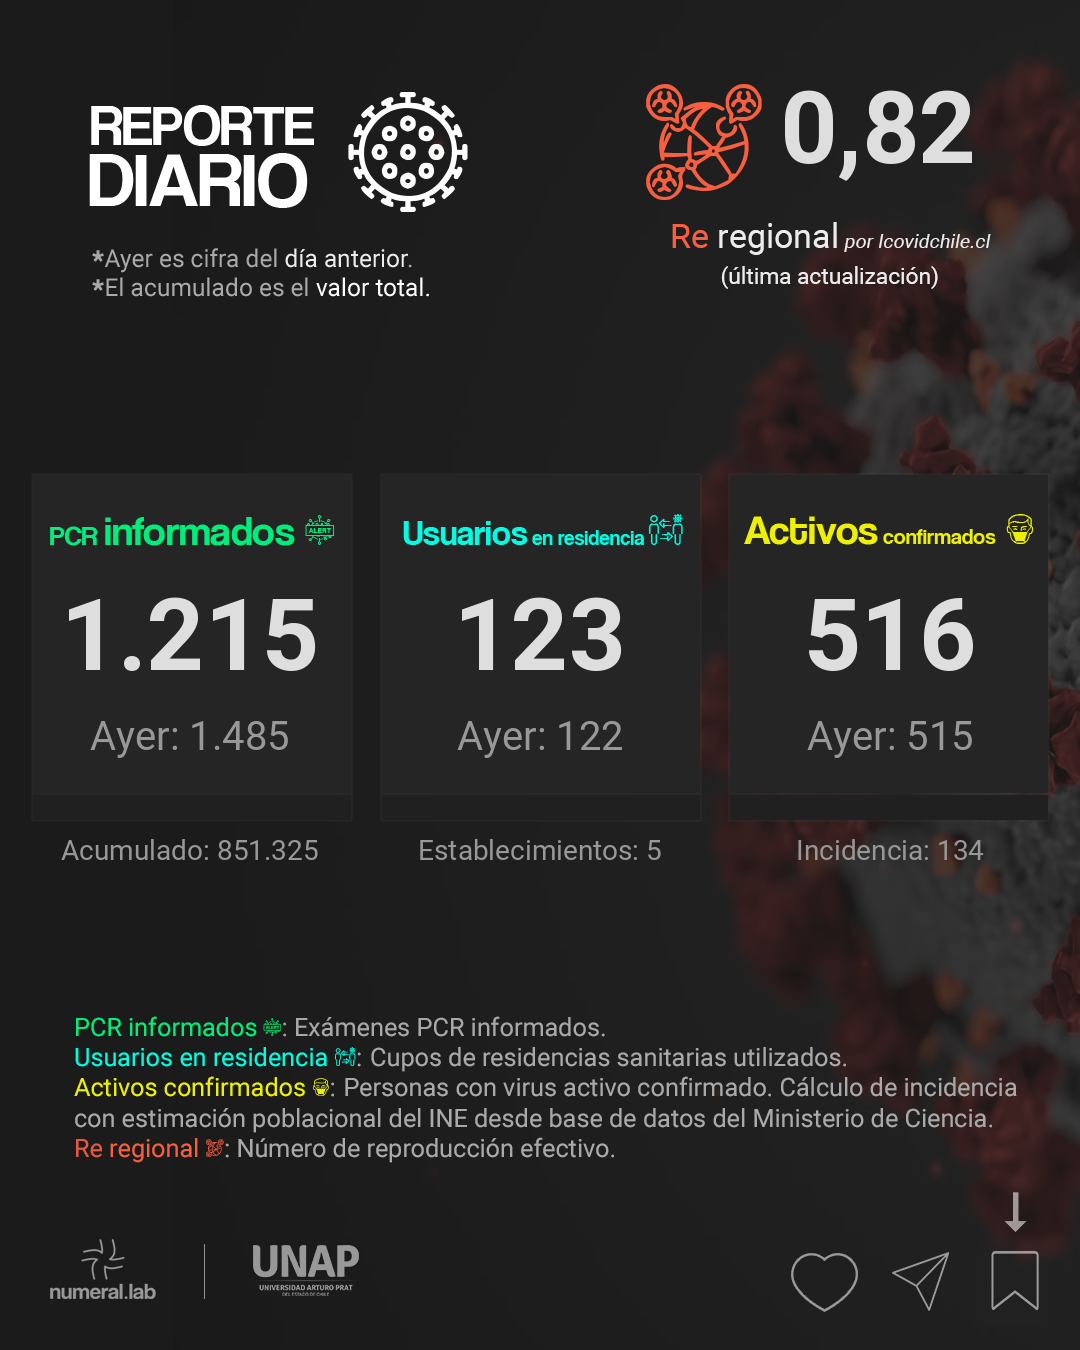 REPORTE
DIARIO
*Ayer es cifra del día anterior.
*El acumulado es el valor total.
0,82
Re regional por Icovidchile.cl
(última actualización)
PCR informados ALERT
1.215
Ayer: 1.485
Acumulado: 851.325
Usuarios en residencia
123
Ayer: 122
Establecimientos: 5
Activos confirmados
516
Ayer: 515
Incidencia: 134
PCR informados ALERT: Exámenes PCR informados.
Usuarios en residencia : Cupos de residencias sanitarias utilizados.
Activos confirmados : Personas con virus activo confirmado. Cálculo de incidencia
con estimación poblacional del INE desde base de datos del Ministerio de Ciencia.
Re regional : Número de reproducción efectivo.
numeral.lab
UNAP
UNIVERSIDAD ARTURO PRAT
DEL ESTADO DE CHILE